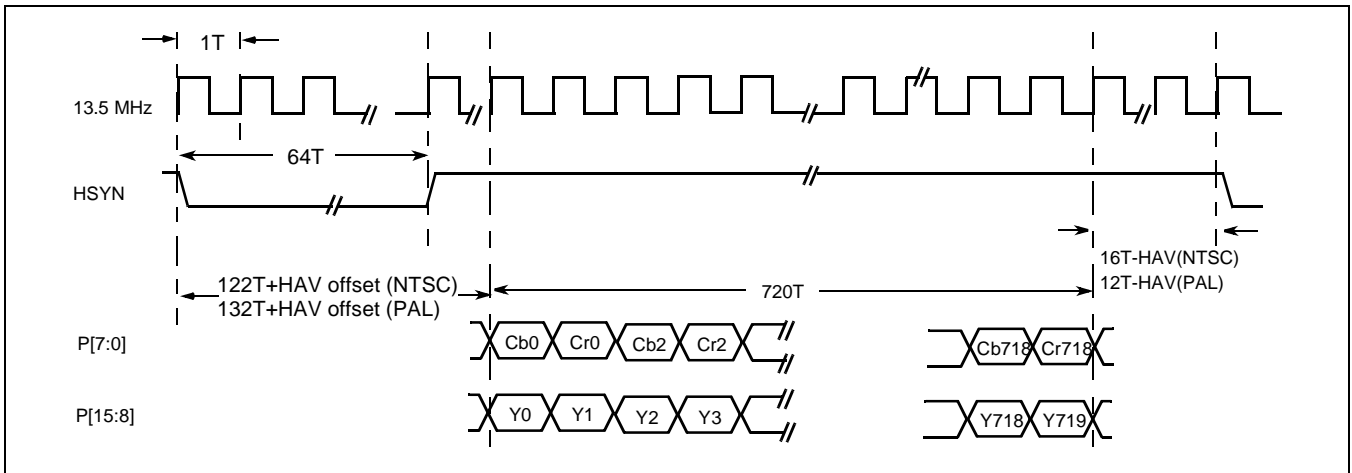 1T
13.5 MHz
64T
HSYN
16T-HAV(NTSC)
12T-HAV(PAL)
122T+HAV offset (NTSC)
132T+HAV offset (PAL)
720T
P[7:0]
Cb0 Cr0 Cb2 Cr2 Cb718 Cr718
P[15:8]
Y0 Y1 Y2 Y3 Y718 Y719